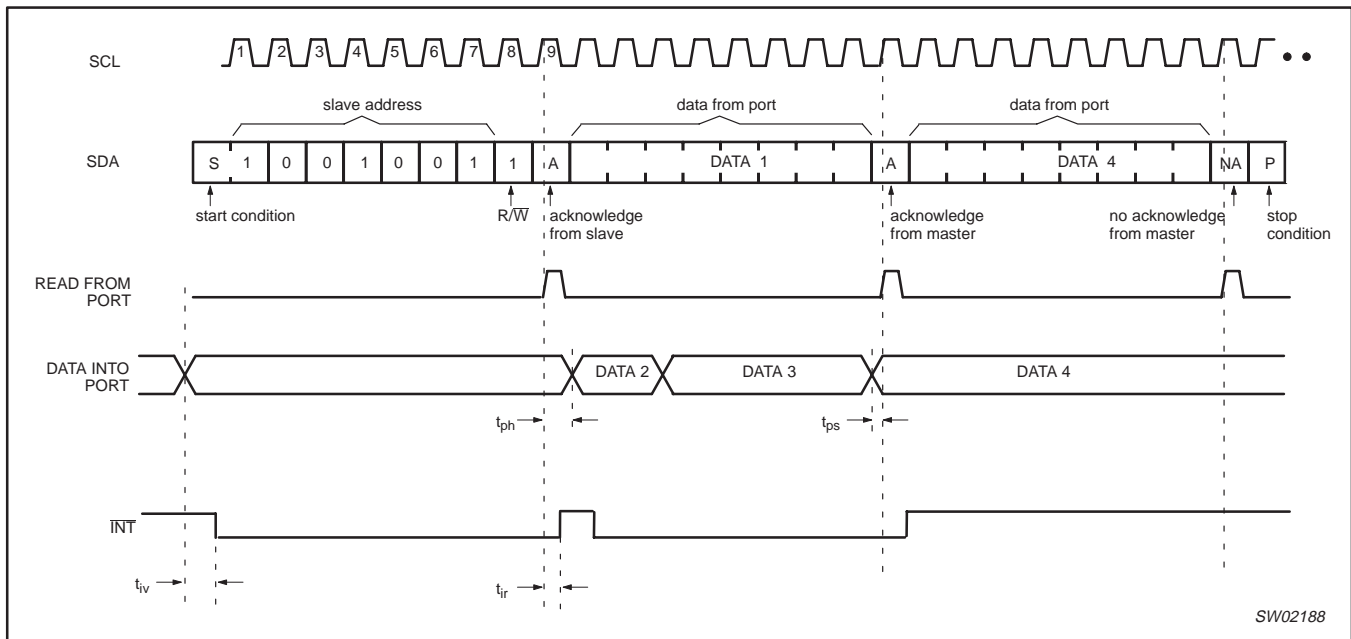 SCL
1 2 3 4 5 6 7 8 9
slave address
data from port
data from port
SDA
S 1 0 0 1 0 0 1 1 A DATA 1 A DATA 4 NA P
start condition
R/W̅
acknowledge
from slave
acknowledge
from master
no acknowledge
from master
stop
condition
READ FROM
PORT
DATA INTO
PORT
DATA 2
DATA 3
DATA 4
tph
tps
I̅N̅T̅
tiv
tir
SW02188